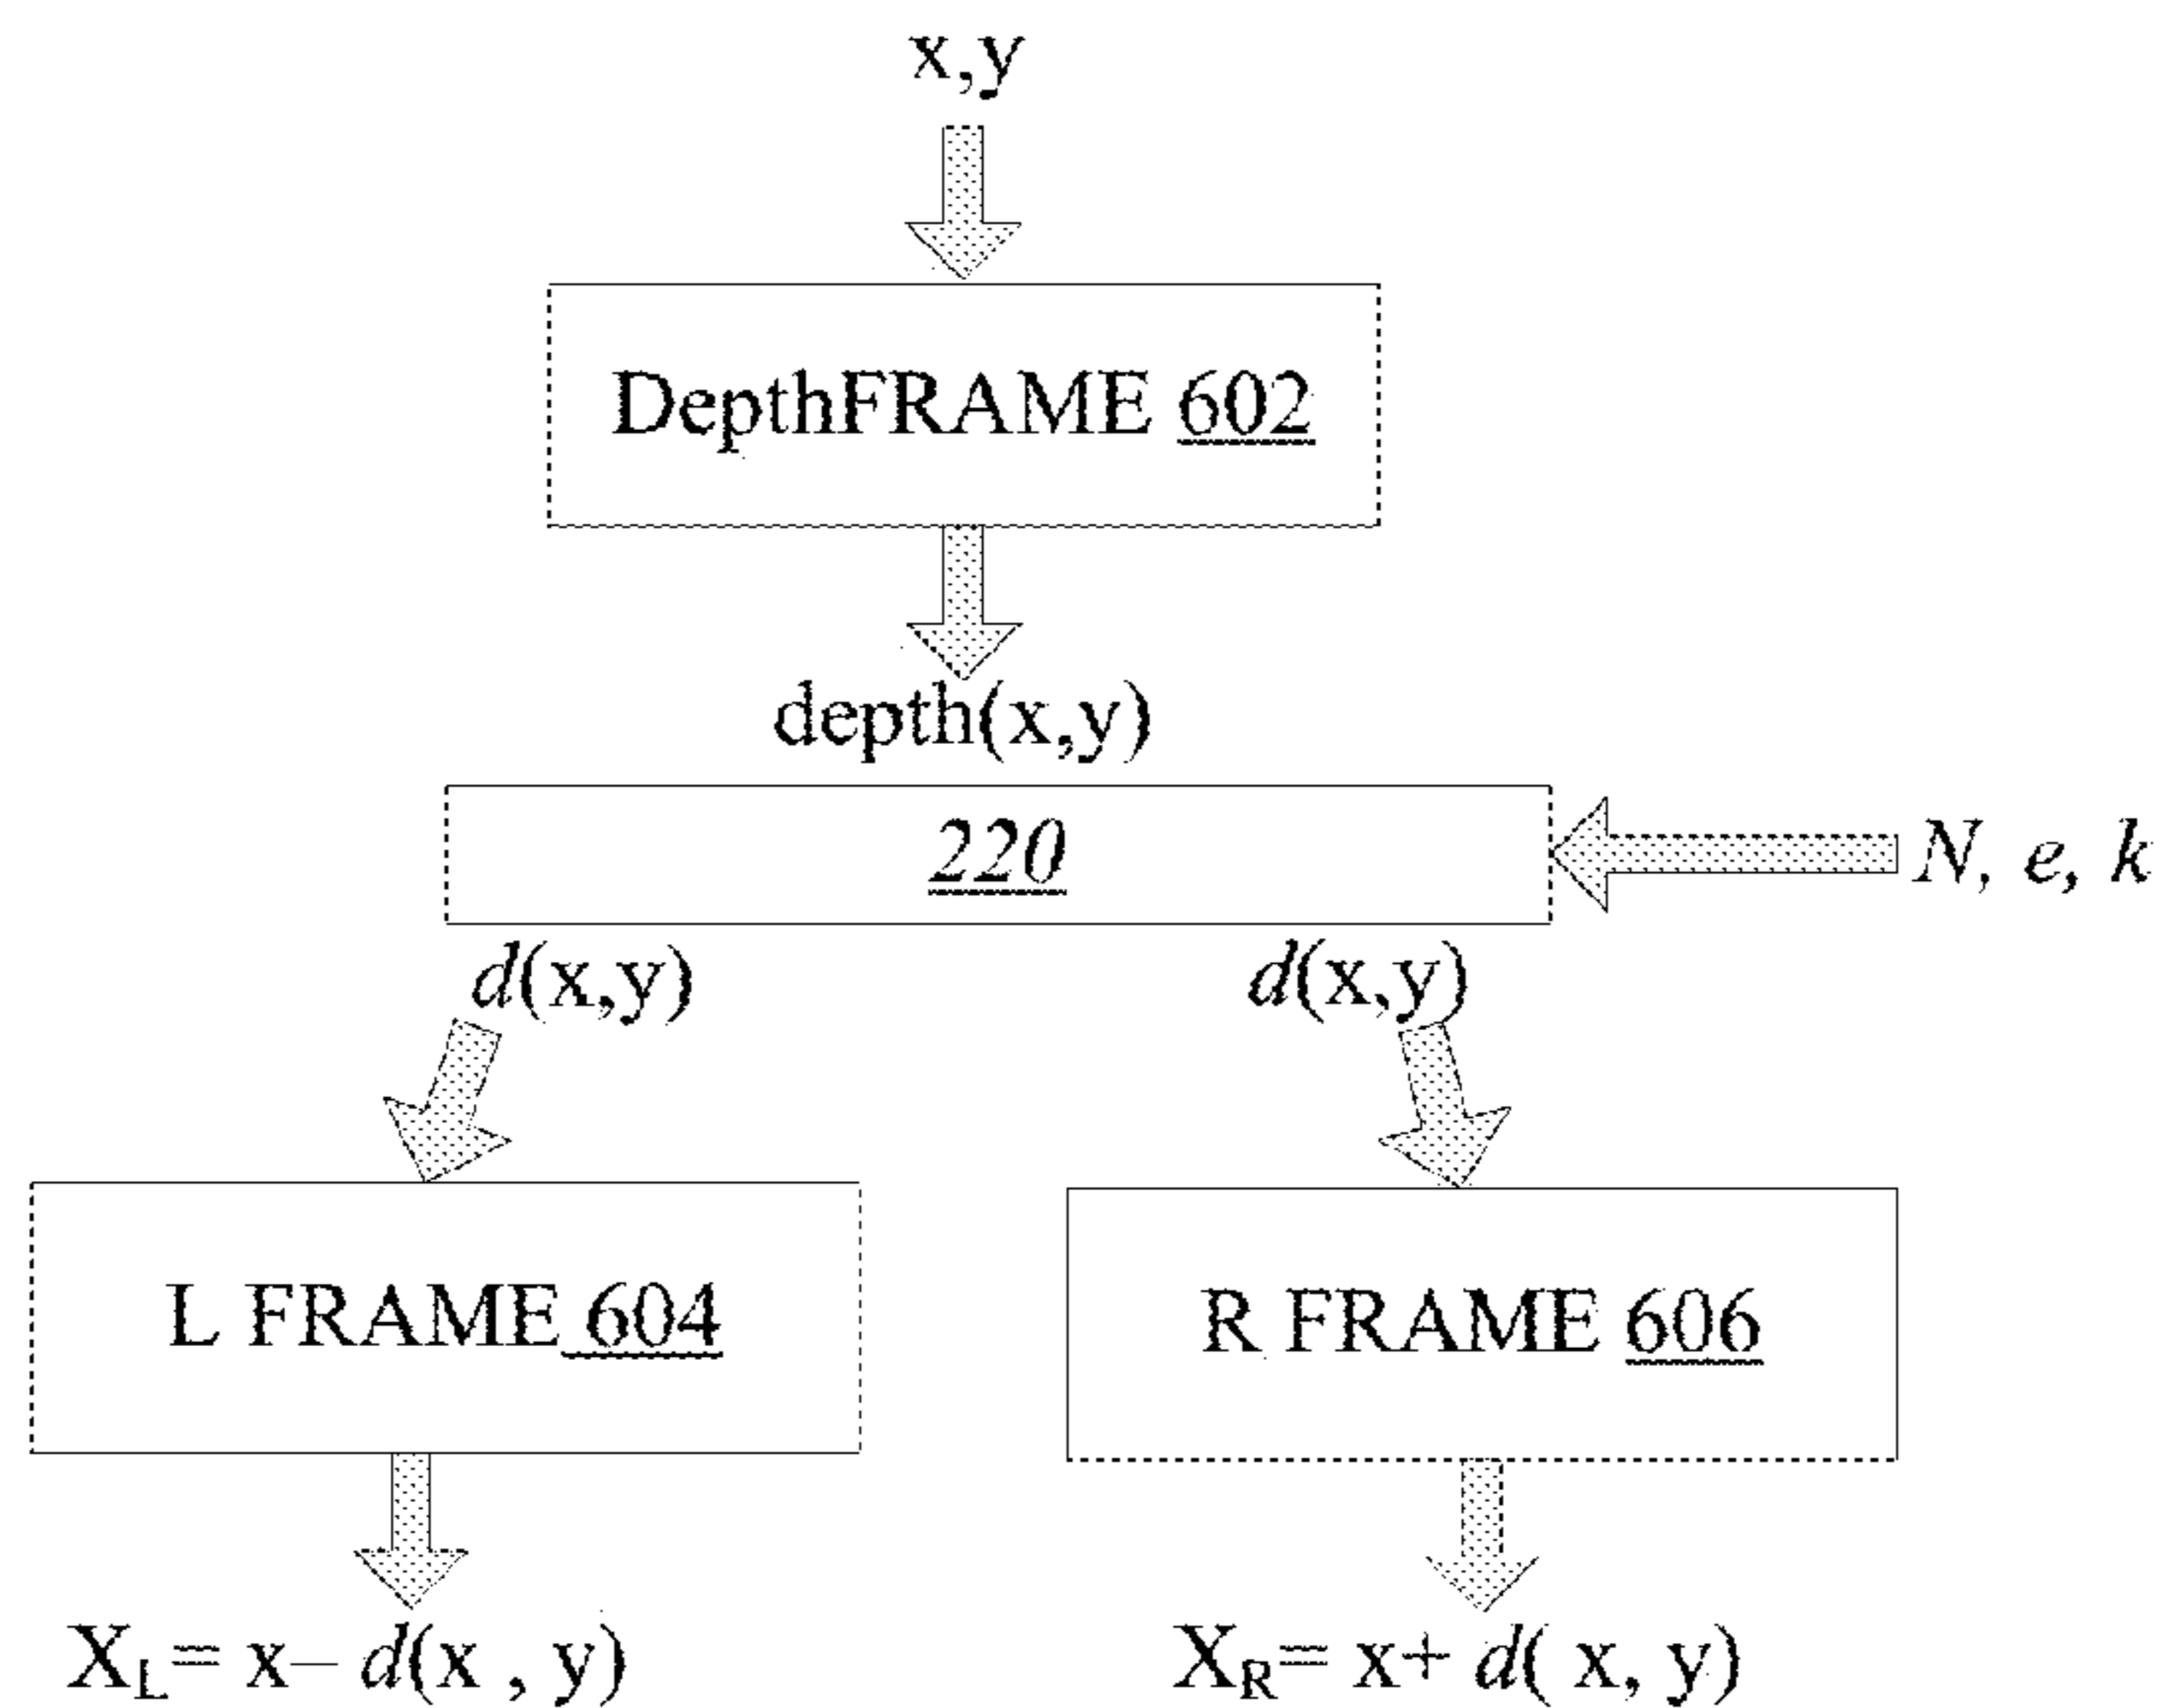 x,y
DepthFRAME 602
depth(x,y)
220
N, e, k
d(x,y)
d(x,y)
L FRAME 604
R FRAME 606
XL= x– d(x , y)
XR= x+ d( x, y)